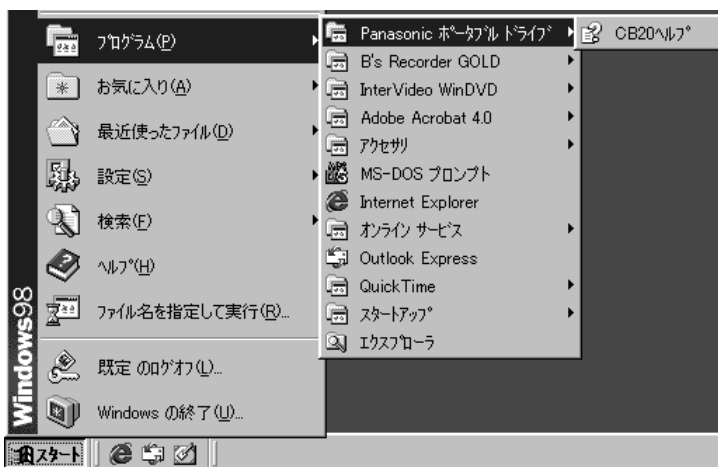 プログラム(P)
お気に入り(A)
最近使ったファイル(D)
設定(S)
検索(F)
ヘルプ(H)
ファイル名を指定して実行(R)...
既定 のログオフ(L)...
Windows の終了(U)...
Windows98
スタート
Panasonic ポータブル ドライブ
B's Recorder GOLD
InterVideo WinDVD
Adobe Acrobat 4.0
アクセサリ
MS-DOS プロンプト
Internet Explorer
オンライン サービス
Outlook Express
QuickTime
スタートアップ
エクスプローラ
CB20ヘルプ